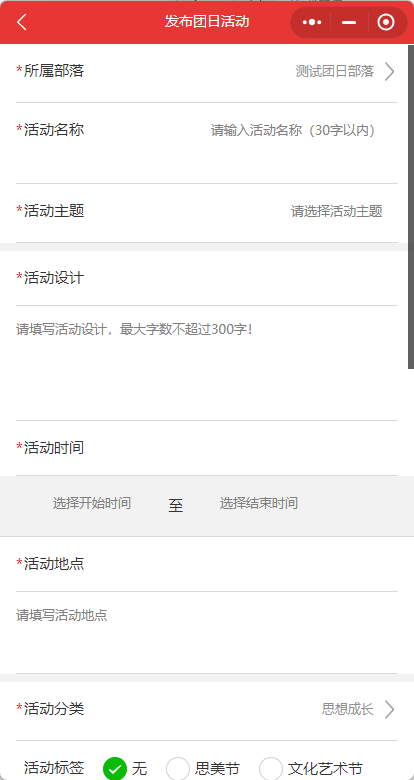 发布团日活动
*所属部落 测试团日部落
*活动名称 请输入活动名称（30字以内）
*活动主题 请选择活动主题
*活动设计
请填写活动设计，最大字数不超过300字！
*活动时间
选择开始时间 至 选择结束时间
*活动地点
请填写活动地点
*活动分类 思想成长
活动标签 无 思美节 文化艺术节